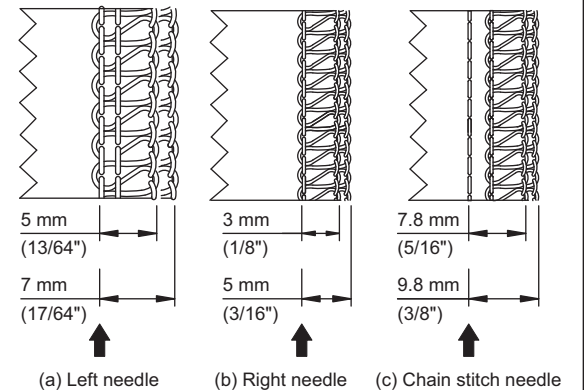 5 mm
(13/64")
7 mm
(17/64")
3 mm
(1/8")
5 mm
(3/16")
7.8 mm
(5/16")
9.8 mm
(3/8")
(a) Left needle
(b) Right needle
(c) Chain stitch needle